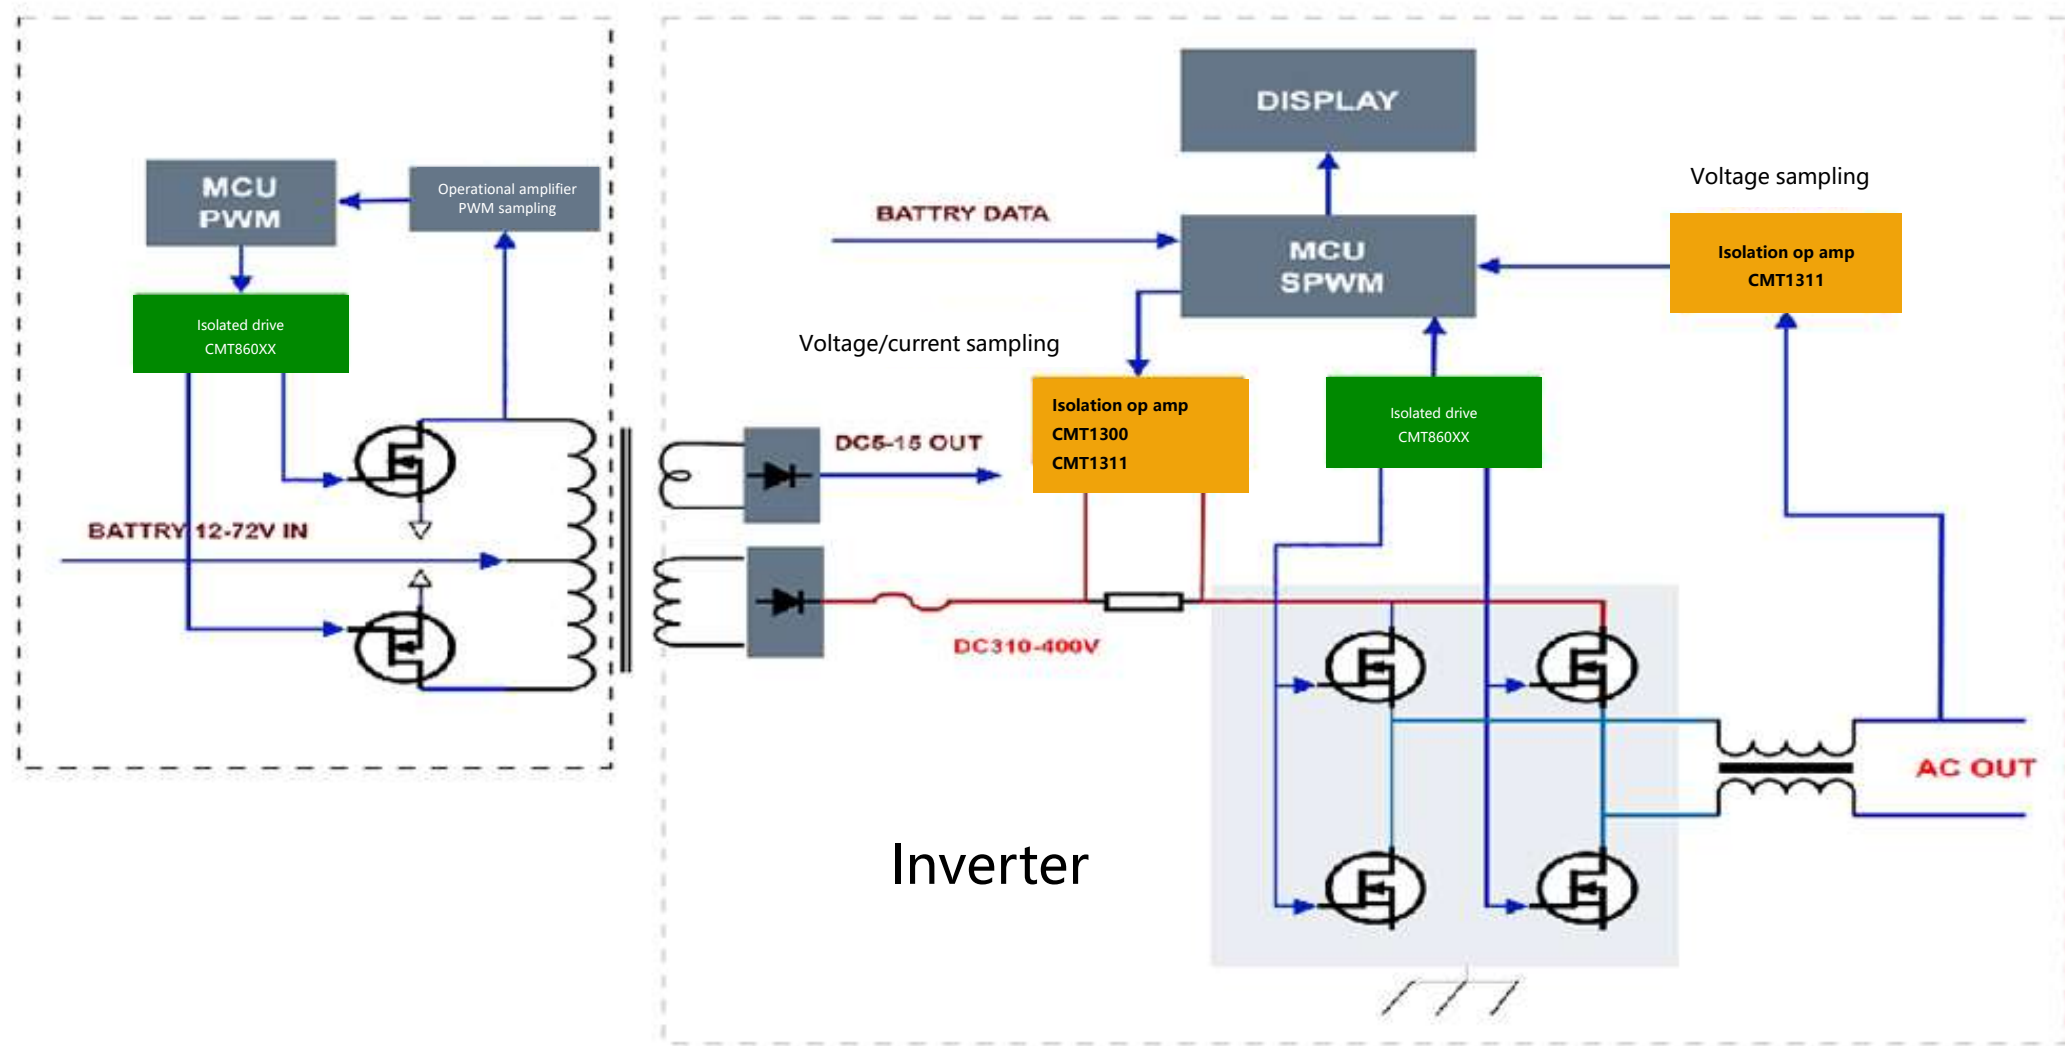 MCU
PWM
Operational amplifier
PWM sampling
Isolated drive
CMT860XX
BATTRY 12-72V IN
DISPLAY
BATTRY DATA
MCU
SPWM
Voltage sampling
Isolation op amp
CMT1311
Voltage/current sampling
Isolation op amp
CMT1300
CMT1311
Isolated drive
CMT860XX
DC5-15 OUT
DC310-400V
AC OUT
Inverter